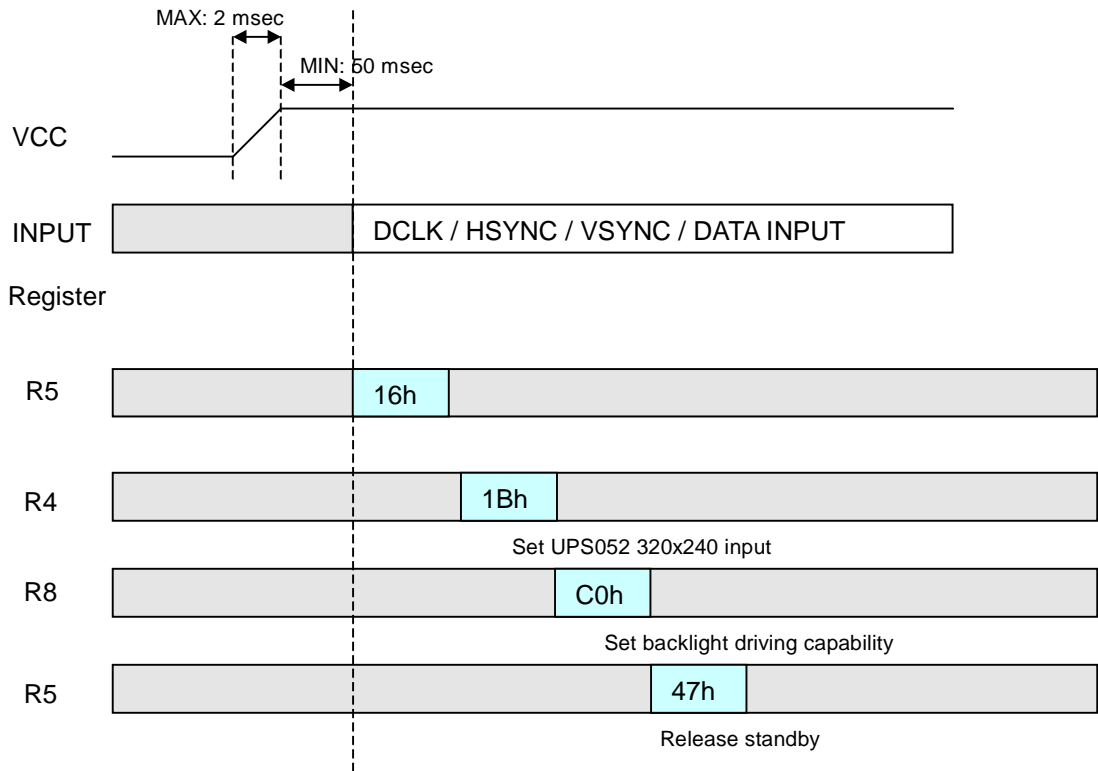 MAX: 2 msec
MIN: 50 msec
VCC
INPUT
DCLK / HSYNC / VSYNC / DATA INPUT
Register
R5
16h
R4
1Bh
Set UPS052 320x240 input
R8
C0h
Set backlight driving capability
R5
47h
Release standby